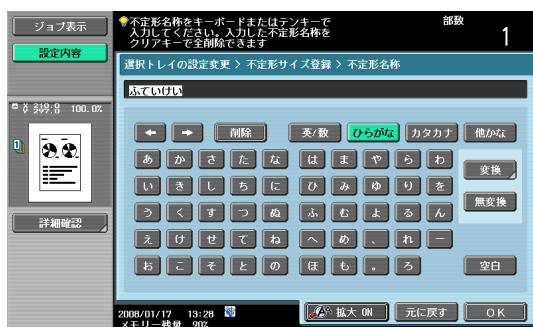 ジョブ表示
設定内容
不定形名称をキーボードまたはテンキーで
入力してください。入力した不定形名称を
クリアキーで全削除できます
部数
1
選択トレイの設定変更 > 不定形サイズ登録 > 不定形名称
ふていけい
100.0%
詳細確認
← → 削除 英/数 ひらがな カタカナ 他かな
あ か さ た な は ま や ら わ
い き し ち に ひ み ゆ り を
う く す つ ぬ ふ む よ る ん
え け せ て ね へ め 、 れ ー
お こ そ と の ほ も 。 ろ
変換
無変換
空白
2008/01/17 13:28
メモリー残量 90%
拡大 ON 元に戻す OK